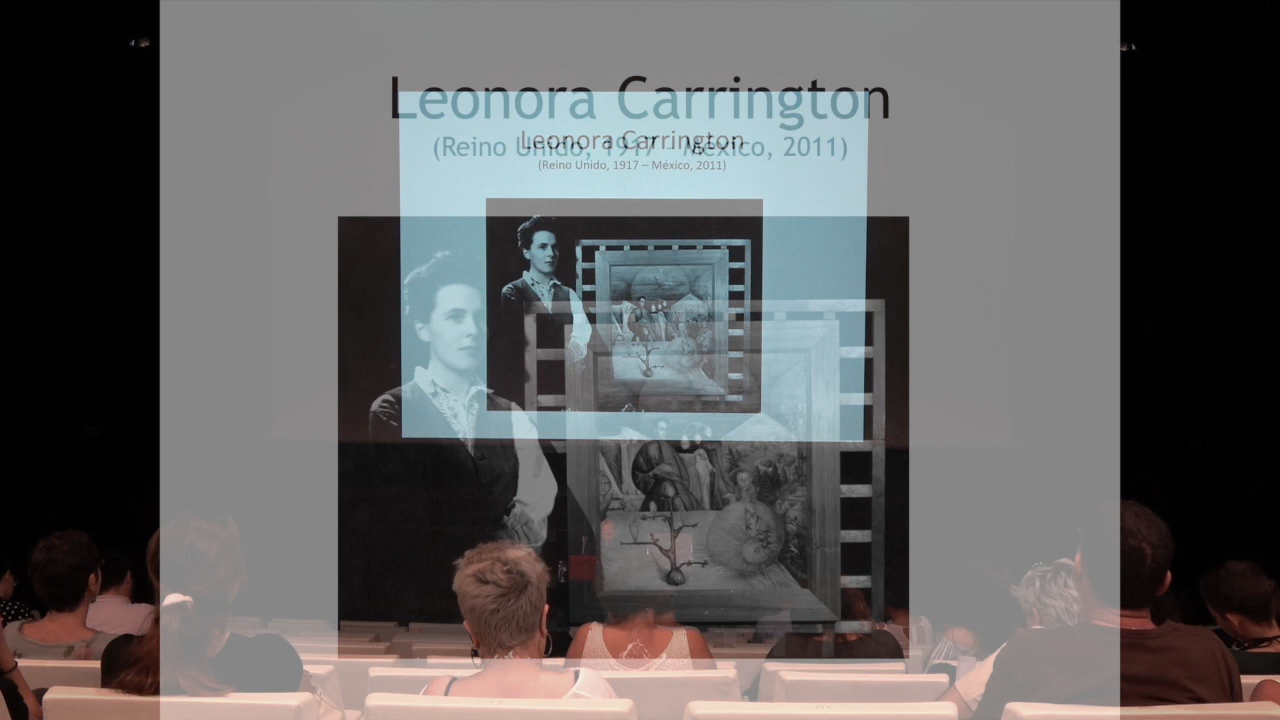 Leonora Carrington
(Reino Unido, 1917 – México, 2011)
Leonora Carrington
(Reino Unido, 1917 – México, 2011)